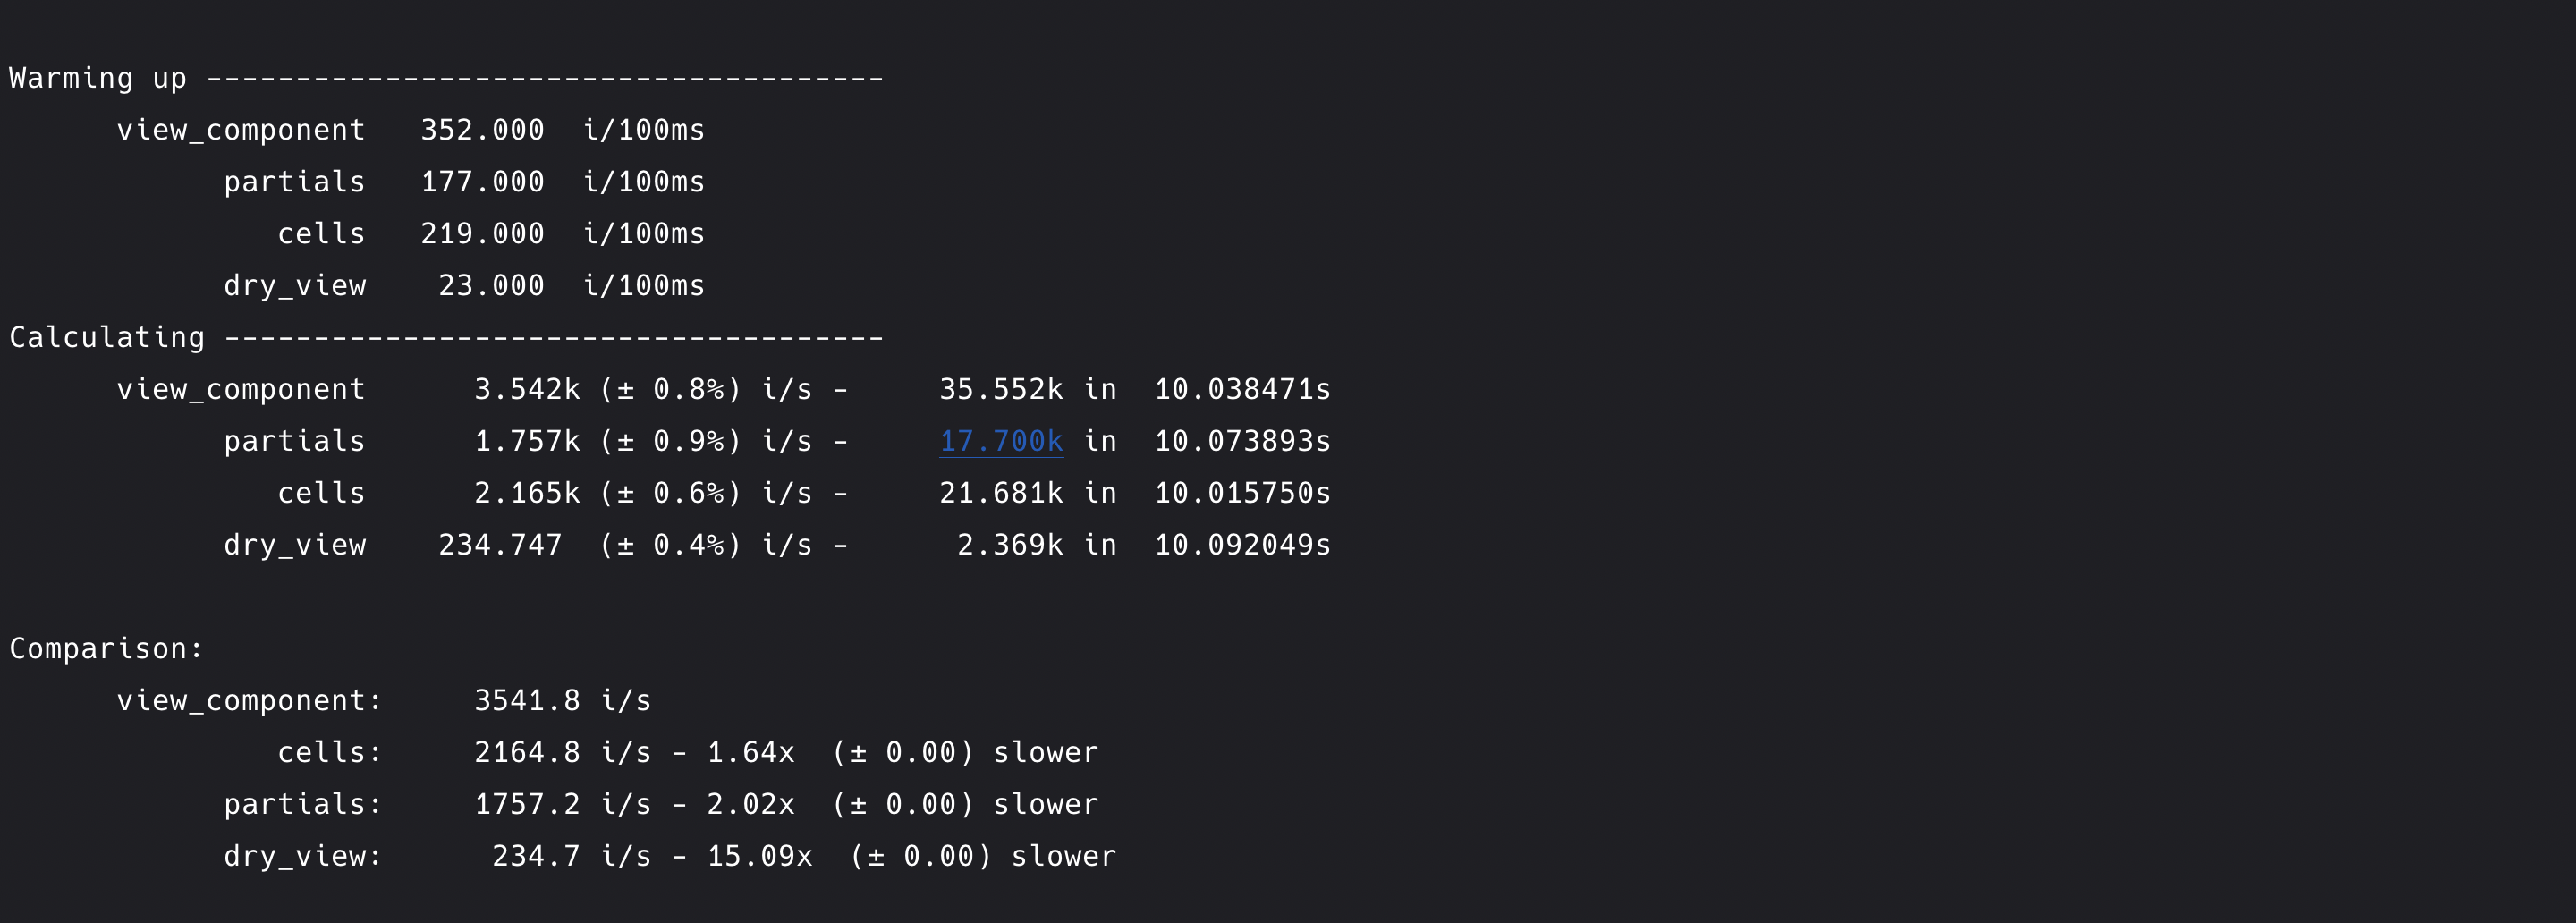 Warming up --------------------------------------
view_component   352.000  i/100ms
partials   177.000  i/100ms
cells   219.000  i/100ms
dry_view    23.000  i/100ms
Calculating -------------------------------------
view_component      3.542k (± 0.8%) i/s -     35.552k in  10.038471s
partials      1.757k (± 0.9%) i/s -     17.700k in  10.073893s
cells      2.165k (± 0.6%) i/s -     21.681k in  10.015750s
dry_view    234.747  (± 0.4%) i/s -      2.369k in  10.092049s
Comparison:
view_component:     3541.8 i/s
cells:     2164.8 i/s - 1.64x  (± 0.00) slower
partials:     1757.2 i/s - 2.02x  (± 0.00) slower
dry_view:      234.7 i/s - 15.09x  (± 0.00) slower